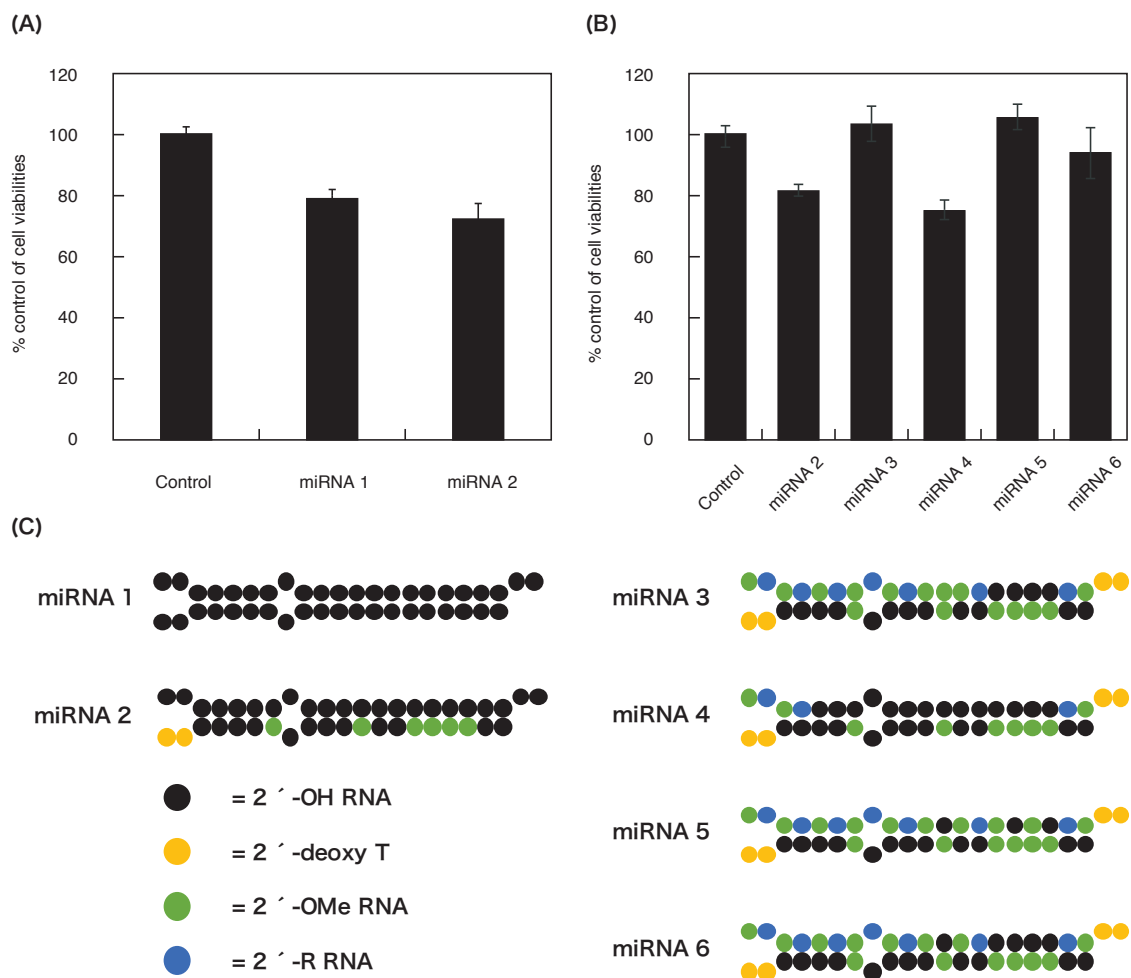 (A)
120
100
80
60
40
20
0
% control of cell viabilities
Control
miRNA 1
miRNA 2
(B)
120
100
80
60
40
20
0
% control of cell viabilities
Control
miRNA 2
miRNA 3
miRNA 4
miRNA 5
miRNA 6
(C)
miRNA 1
miRNA 2
= 2 ´ -OH RNA
= 2 ´ -deoxy T
= 2 ´ -OMe RNA
= 2 ´ -R RNA
miRNA 3
miRNA 4
miRNA 5
miRNA 6